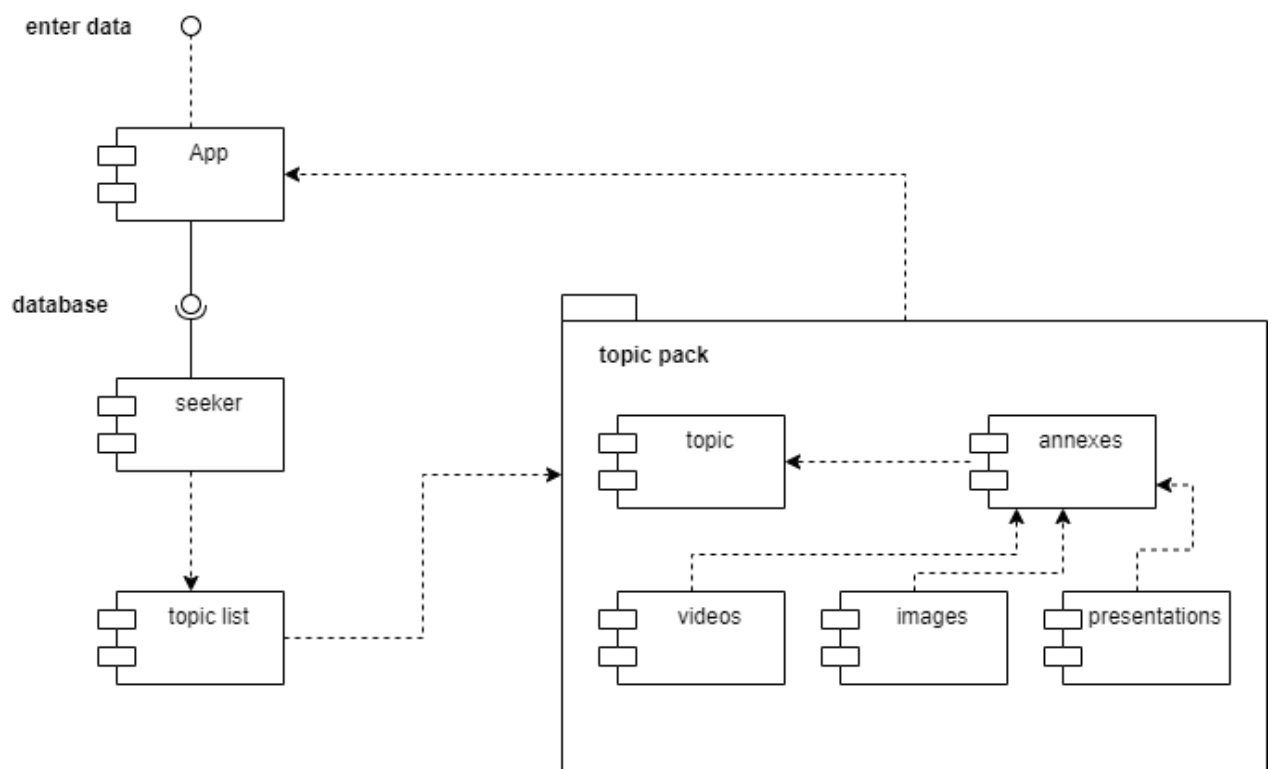 enter data
App
database
seeker
topic pack
topic
annexes
topic list
videos
images
presentations